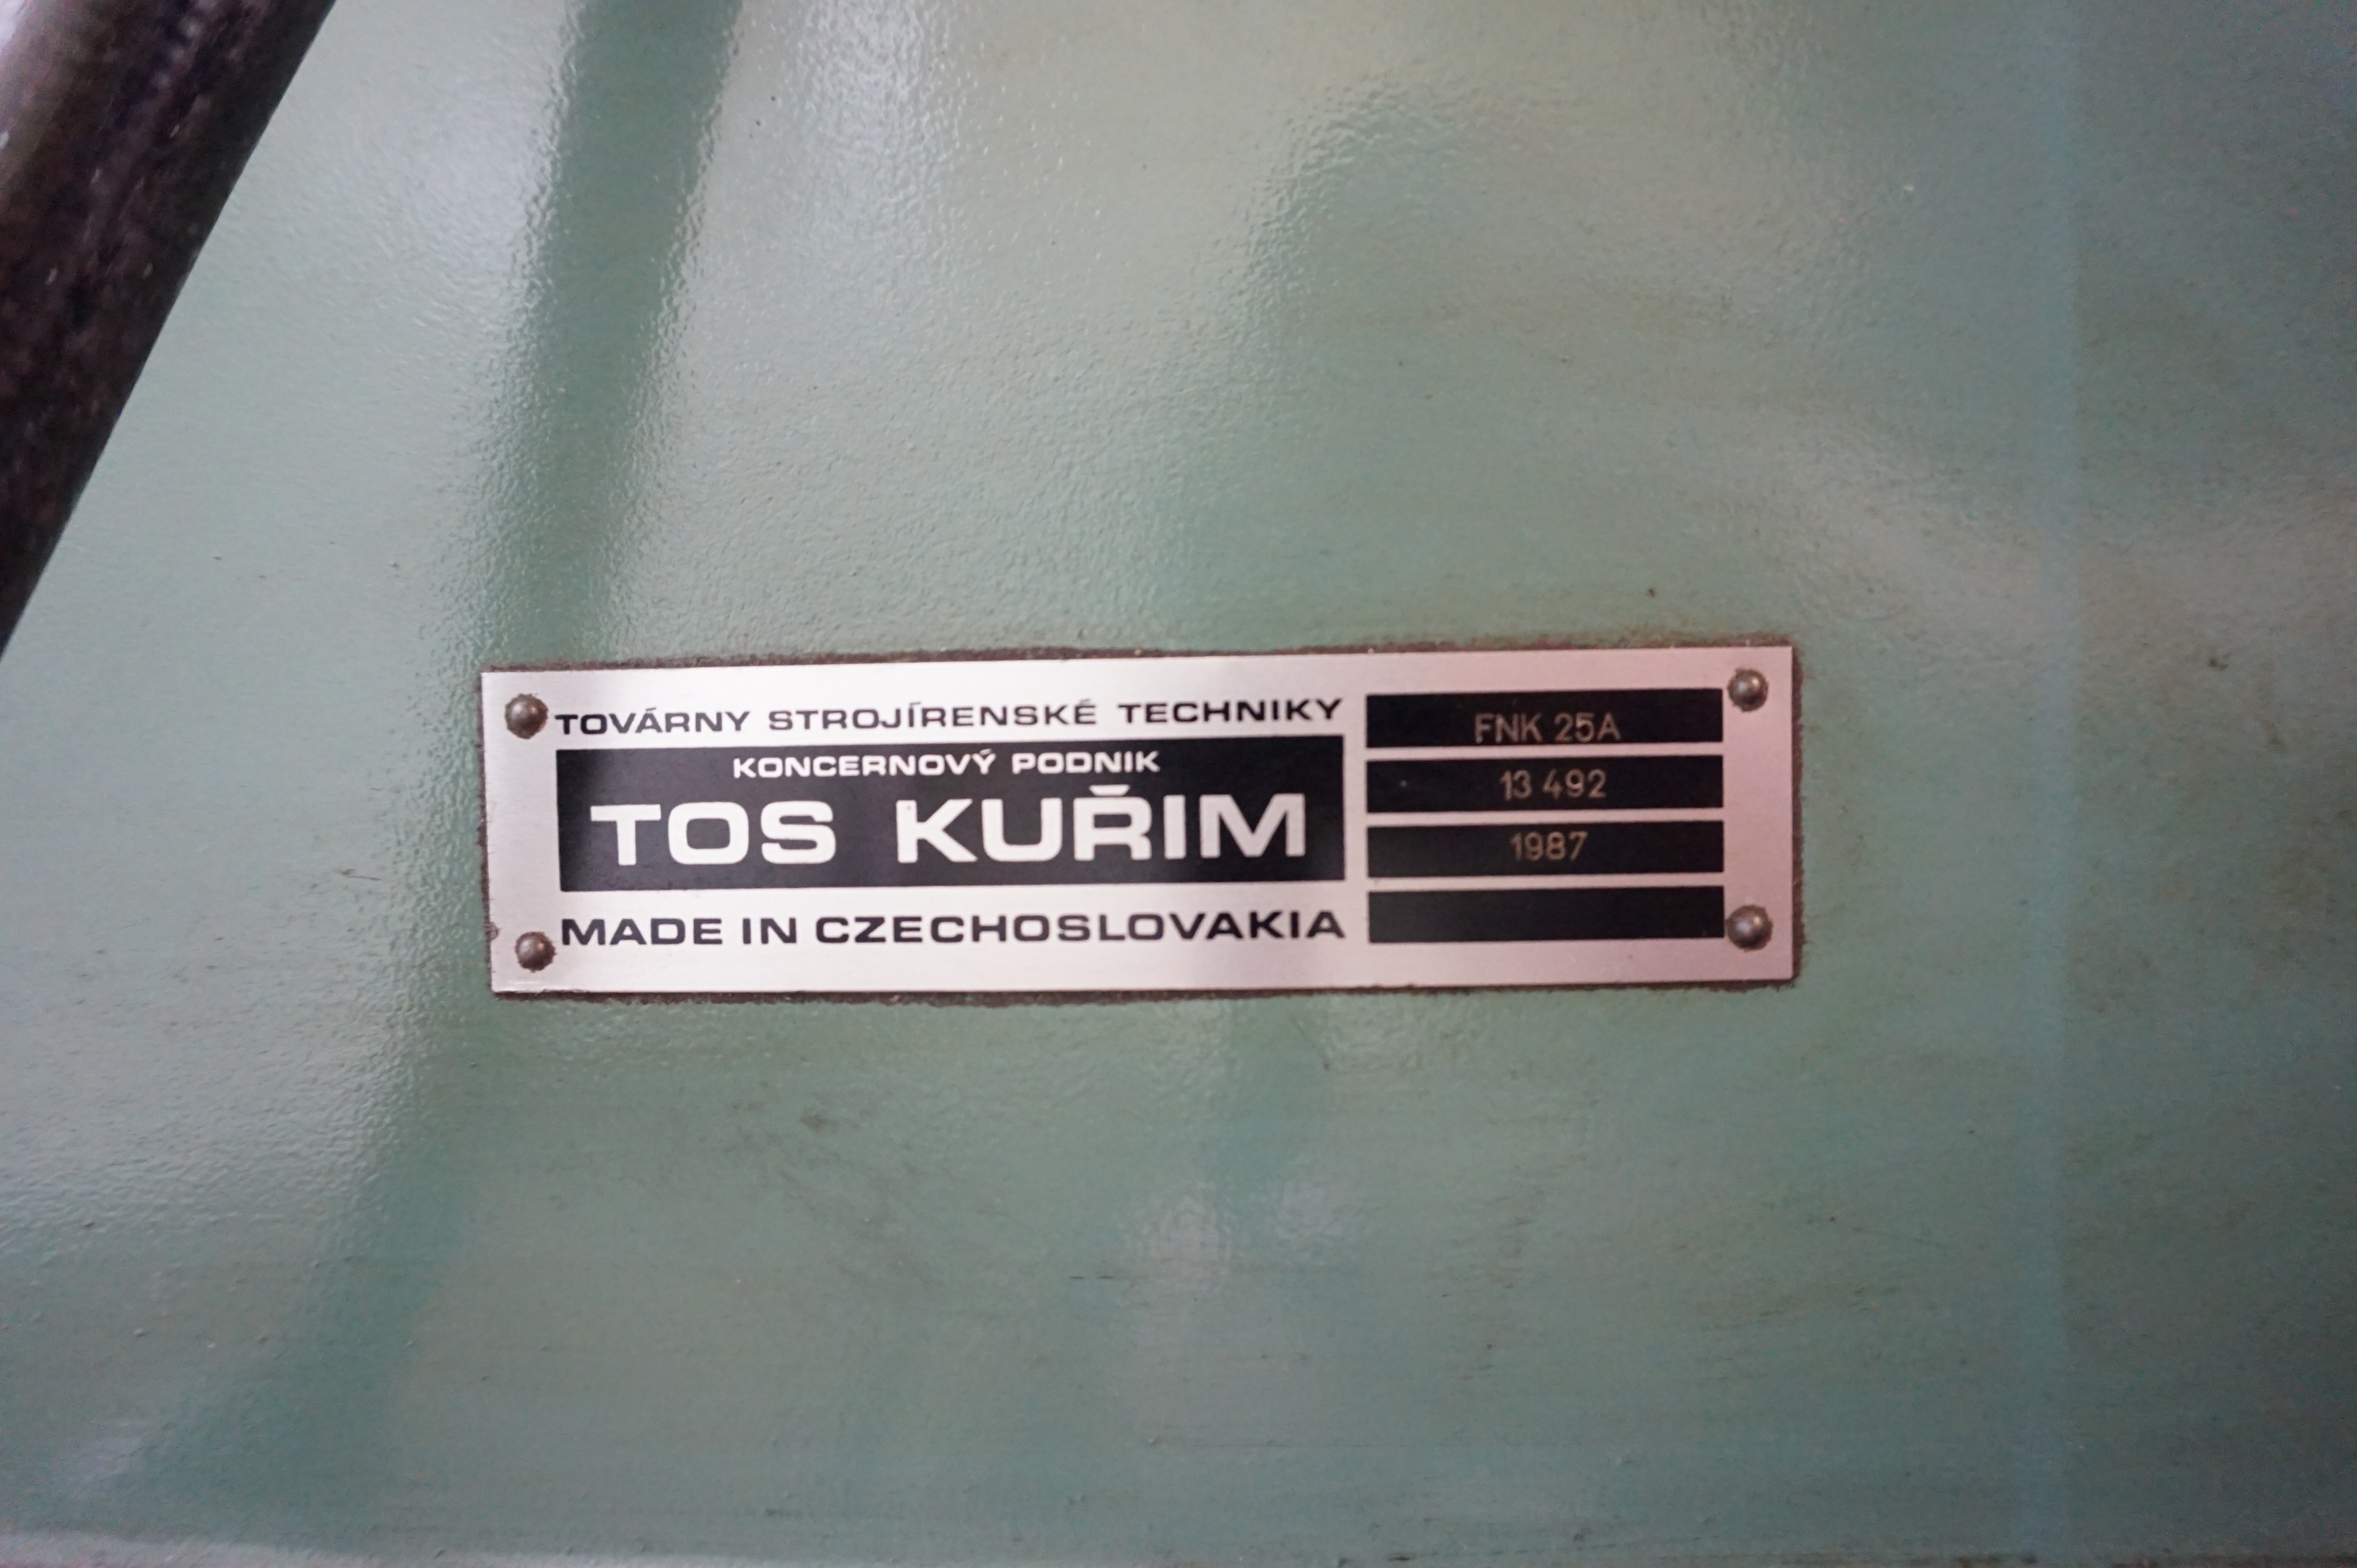 TOVÁRNY STROJÍRENSKÉ TECHNIKY
KONCERNOVÝ PODNIK
TOS KUŘIM
MADE IN CZECHOSLOVAKIA
FNK 25A
13 492
1987